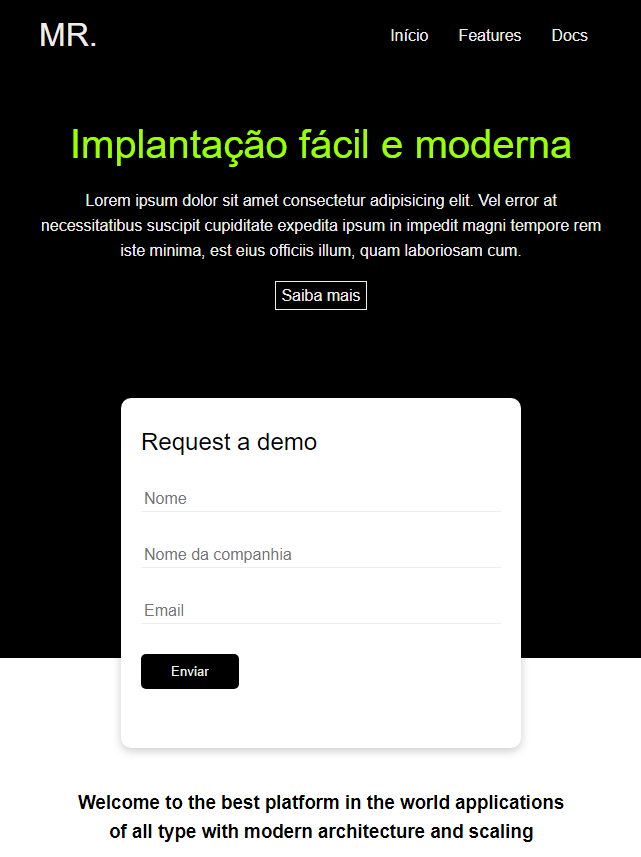 MR.
Início Features Docs
Implantação fácil e moderna
Lorem ipsum dolor sit amet consectetur adipisicing elit. Vel error at
necessitatibus suscipit cupiditate expedita ipsum in impedit magni tempore rem
iste minima, est eius officiis illum, quam laboriosam cum.
Saiba mais
Request a demo
Nome
Nome da companhia
Email
Enviar
Welcome to the best platform in the world applications
of all type with modern architecture and scaling